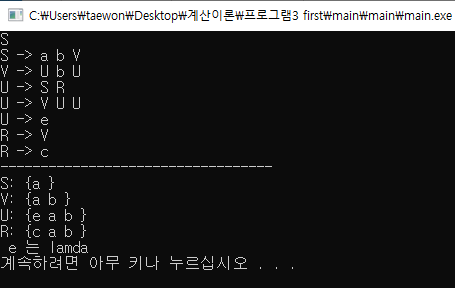 C:₩Users₩taewon₩Desktop₩계산이론₩프로그램3 first₩main₩main₩main.exe
S
S -> a b V
V -> U b U
U -> S R
U -> V U U
U -> e
R -> V
R -> c
----------------------------------
S: {a }
V: {a b }
U: {e a b }
R: {c a b }
 e 는 lamda
계속하려면 아무 키나 누르십시오 . . .